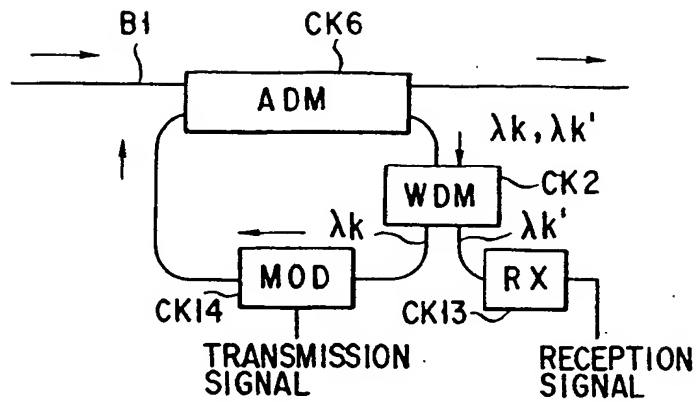 B1
CK6
ADM
λk, λk'
WDM
CK2
λk
λk'
MOD
RX
CK14
CK13
TRANSMISSION
SIGNAL
RECEPTION
SIGNAL